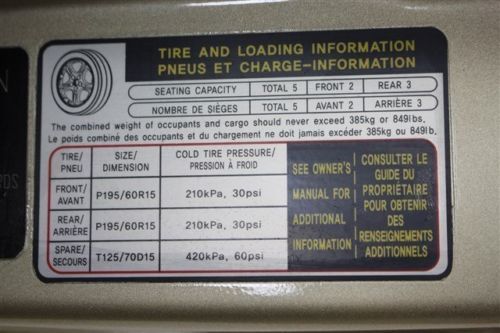 TIRE AND LOADING INFORMATION
PNEUS ET CHARGE-INFORMATION
SEATING CAPACITY TOTAL 5 FRONT 2 REAR 3
NOMBRE DE SIÈGES TOTAL 5 AVANT 2 ARRIÈRE 3
The combined weight of occupants and cargo should never exceed 385kg or 849lbs.
Le poids combiné des occupants et du chargement ne doit jamais excéder 385kg ou 849lb.
TIRE/ PNEU
SIZE/ DIMENSION
COLD TIRE PRESSURE/
PRESSION À FROID
FRONT/ AVANT P195/60R15 210kPa, 30psi
REAR/ ARRIÈRE P195/60R15 210kPa, 30psi
SPARE/ SECOURS T125/70D15 420kPa, 60psi
SEE OWNER'S
MANUAL FOR
ADDITIONAL
INFORMATION
CONSULTER LE
GUIDE DU
PROPRIÉTAIRE
POUR OBTENIR
DES
RENSEIGNEMENTS
ADDITIONNELS